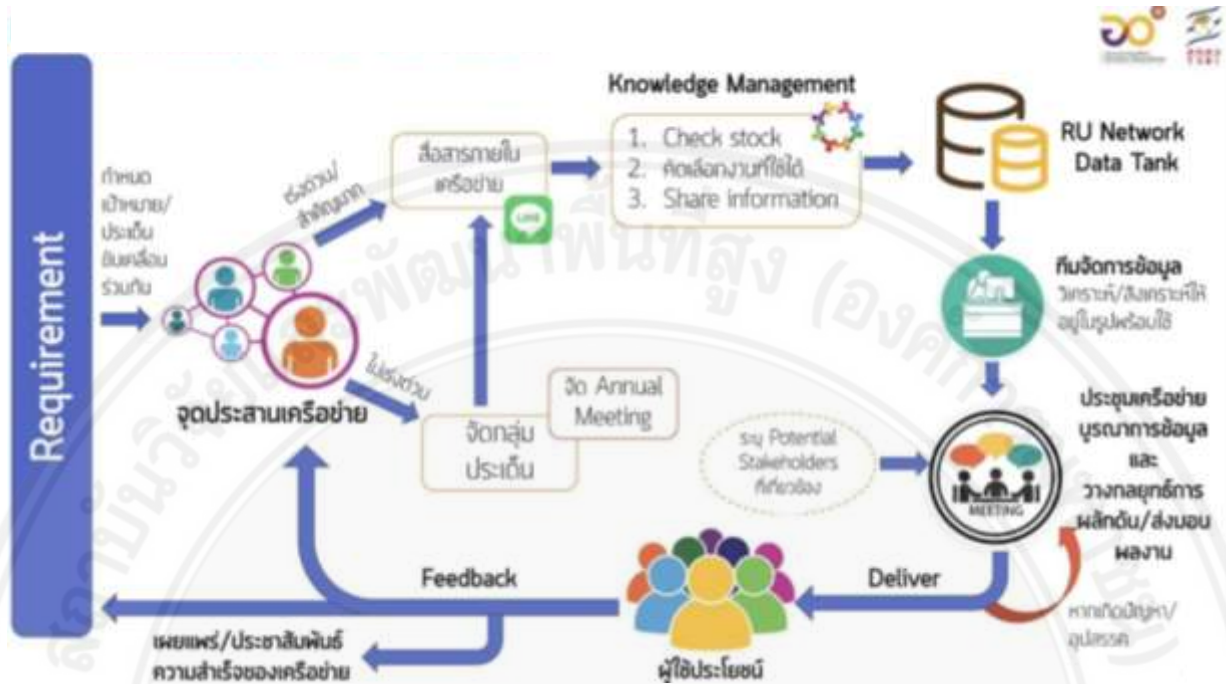 Requirement
กำหนด
เป้าหมาย/
ประเด็น
ขับเคลื่อน
ร่วมกัน
เร่งด่วน/
สำคัญมาก
ไม่เร่งด่วน
จุดประสานเครือข่าย
สื่อสารภายใน
เครือข่าย
LINE
จัดกลุ่ม
ประเด็น
จัด Annual
Meeting
Knowledge Management
1. Check stock
2. คัดเลือกงานที่ใช้ได้
3. Share information
RU Network
Data Tank
ทีมจัดการข้อมูล
วิเคราะห์/สังเคราะห์ให้
อยู่ในรูปพร้อมใช้
ระบุ Potential
Stakeholders
ที่เกี่ยวข้อง
MEETING
ประชุมเครือข่าย
บูรณาการข้อมูล
และ
วางกลยุทธ์การ
ผลักดัน/ส่งมอบ
ผลงาน
หากเกิดปัญหา/
อุปสรรค
Deliver
ผู้ใช้ประโยชน์
Feedback
เผยแพร่/ประชาสัมพันธ์
ความสำเร็จของเครือข่าย